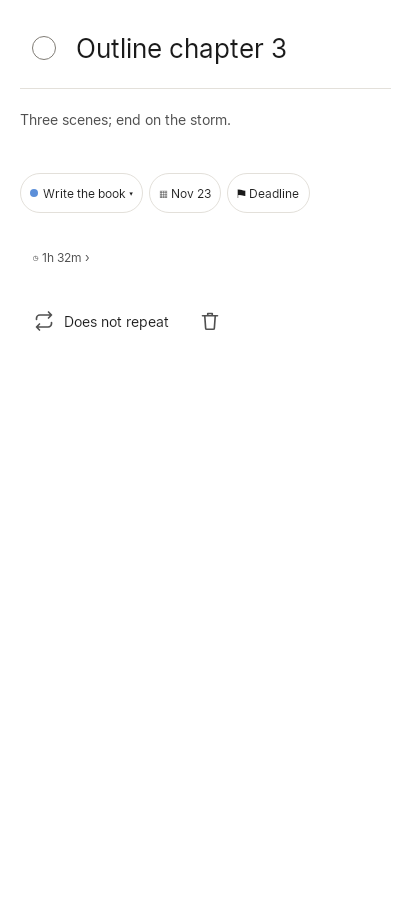 Outline chapter 3
Three scenes; end on the storm.
Write the book
Nov 23
Deadline
1h 32m ›
Does not repeat